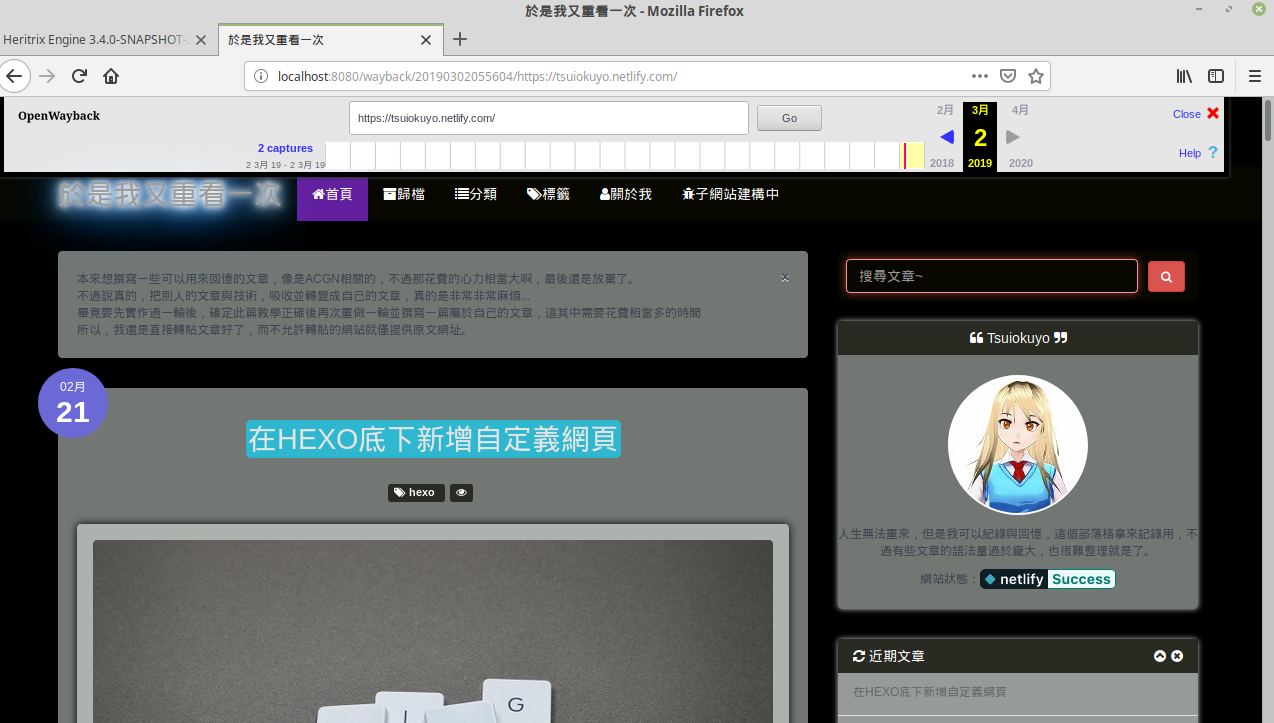 於是我又重看一次 - Mozilla Firefox
Heritrix Engine 3.4.0-SNAPSHOT-
於是我又重看一次
localhost:8080/wayback/20190302055604/https://tsuiokuyo.netlify.com/
OpenWayback
https://tsuiokuyo.netlify.com/
Go
2月
3月
4月
Close
2 captures
2
2 3月 19 - 2 3月 19
2018
2019
2020
Help ?
於是我又重看一次
首頁
歸檔
分類
標籤
關於我
子網站建構中
本來想撰寫一些可以用來回憶的文章，像是ACGN相關的，不過那花費的心力相當大啊，最後還是放棄了。
不過說真的，把別人的文章與技術，吸收並轉變成自己的文章，真的是非常非常麻煩...
畢竟要先實作過一輪後，確定此篇教學正確後再次重做一輪並撰寫一篇屬於自己的文章，這其中需要花費相當多的時間
所以，我還是直接轉貼文章好了，而不允許轉貼的網站就僅提供原文網址。
x
搜尋文章~
Tsuiokuyo
02月
21
在HEXO底下新增自定義網頁
hexo
人生無法重來，但是我可以紀錄與回憶，這個部落格拿來記錄用，不
過有些文章的語法量過於龐大，也很難整理就是了。
網站狀態：netlify Success
近期文章
在HEXO底下新增自定義網頁
G